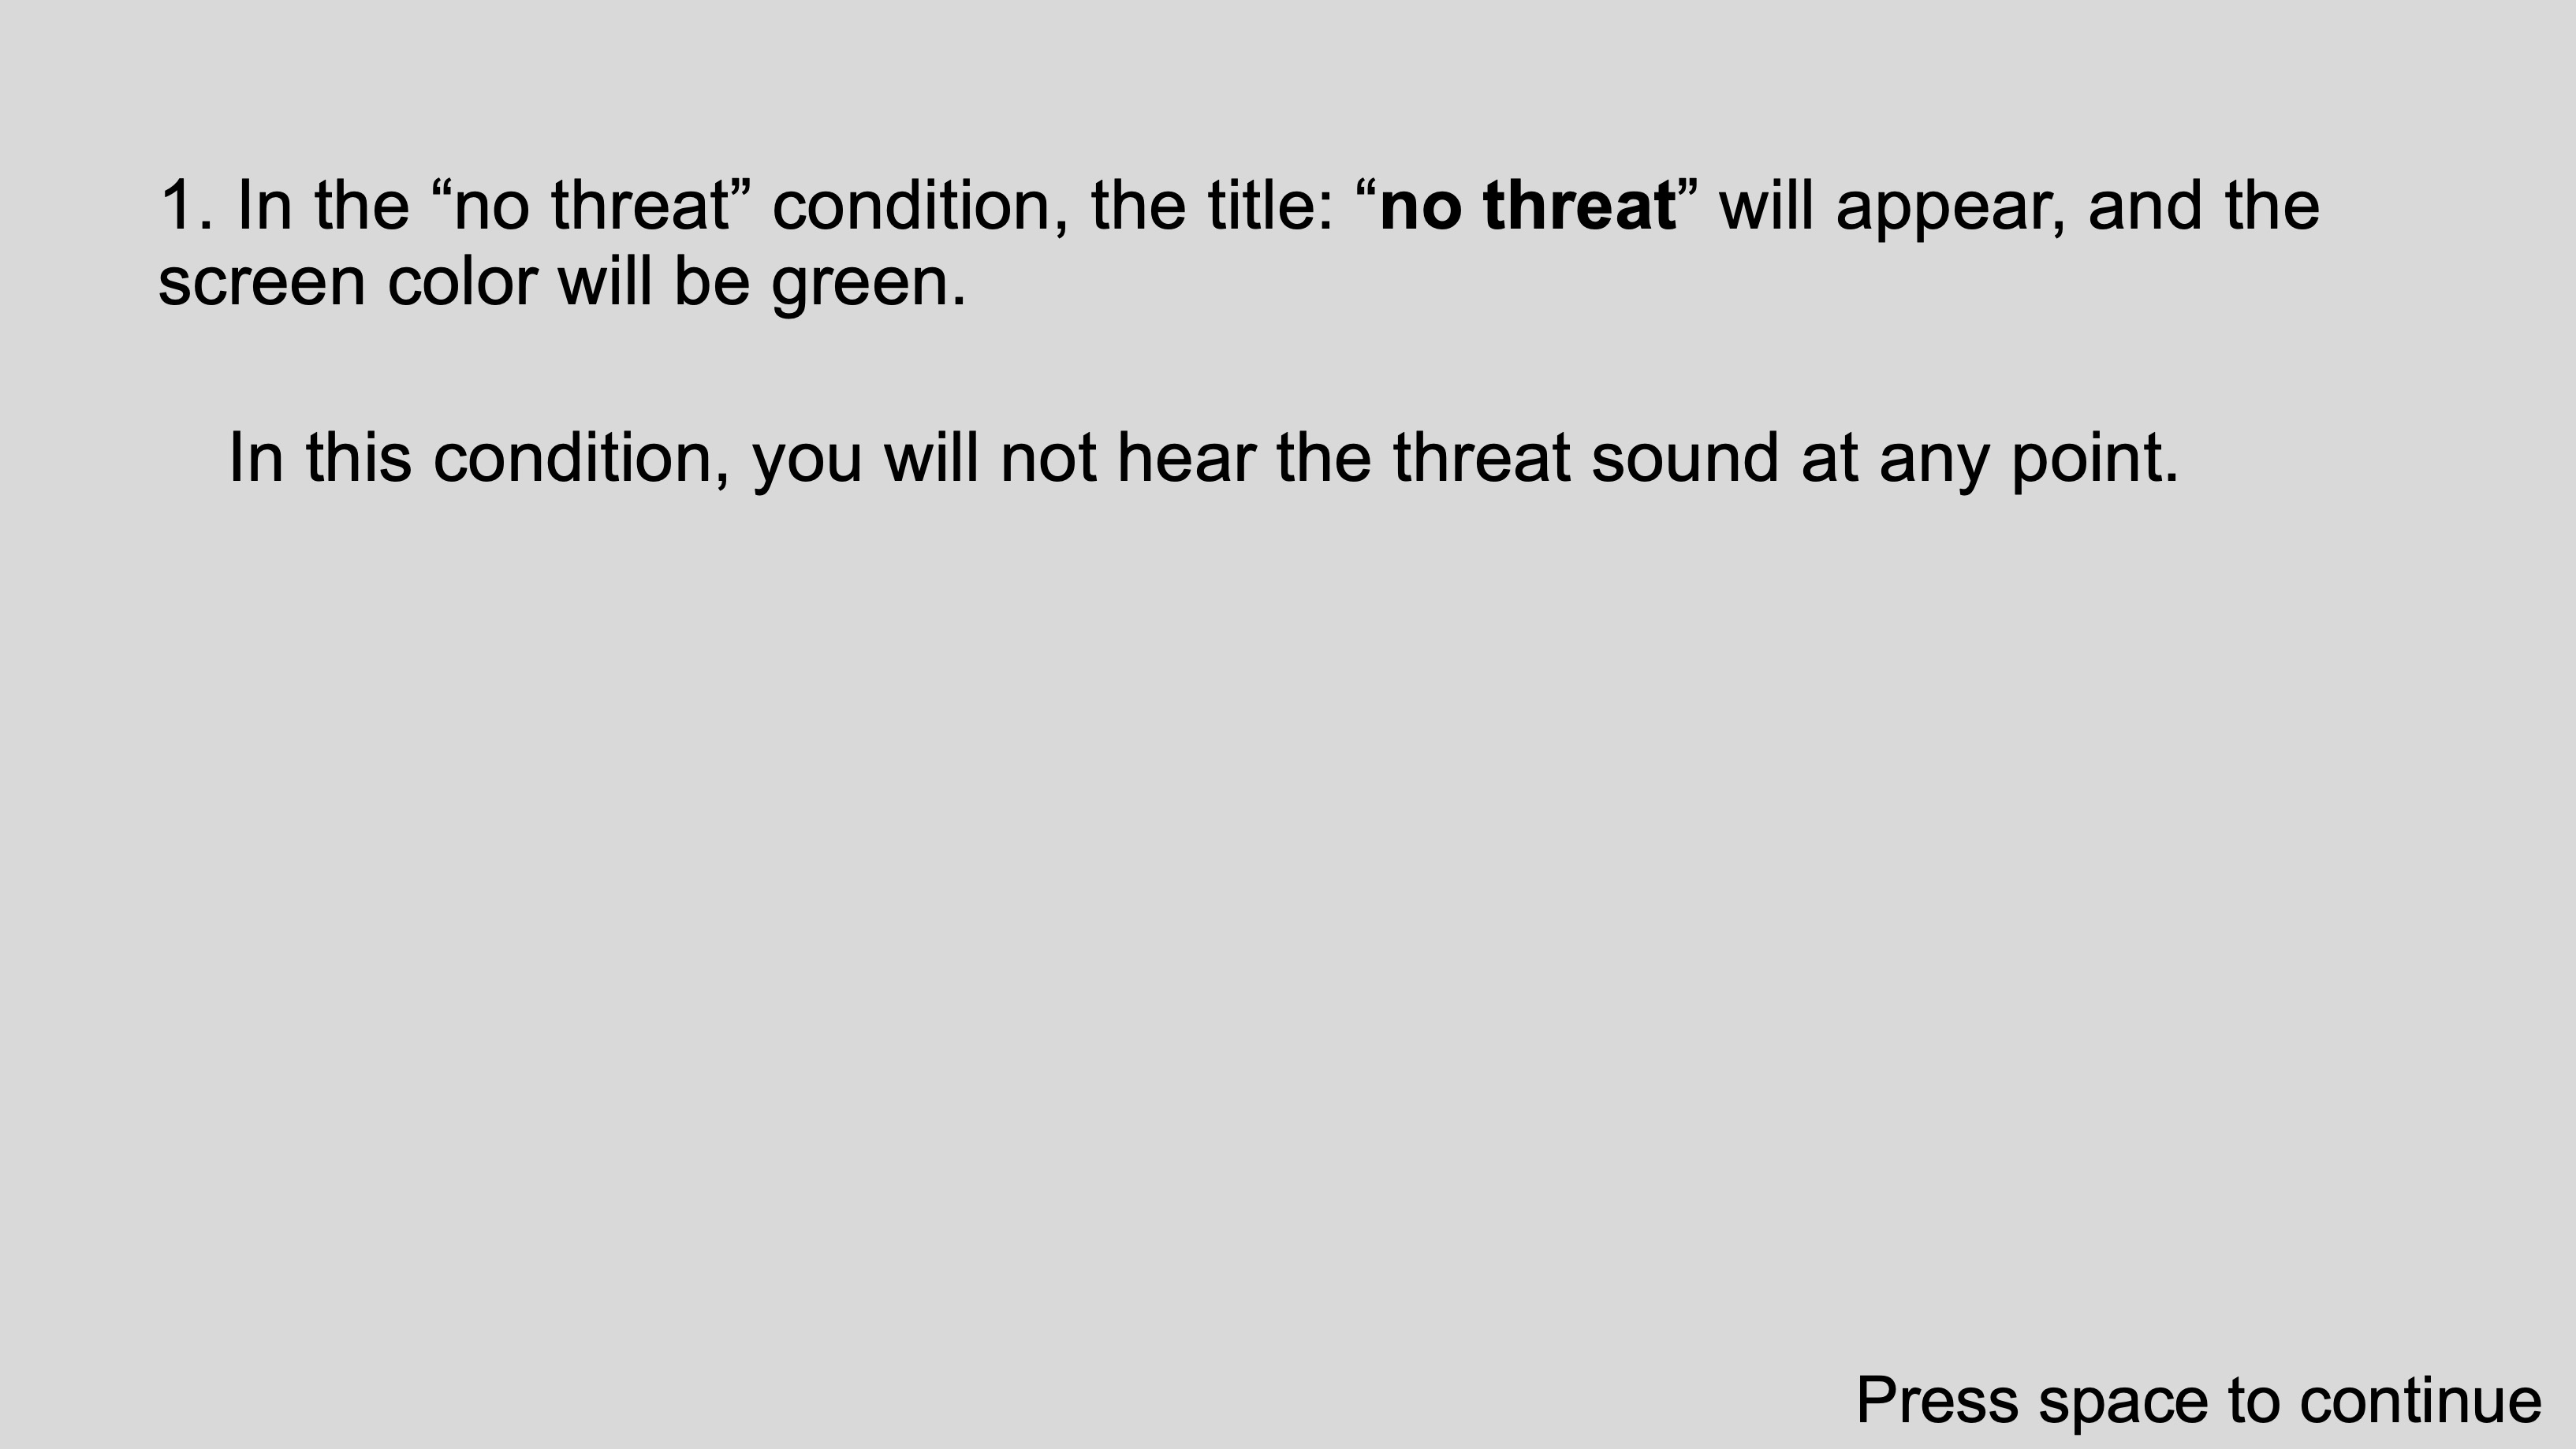 1. In the “no threat” condition, the title: “no threat” will appear, and the
screen color will be green.
In this condition, you will not hear the threat sound at any point.
Press space to continue